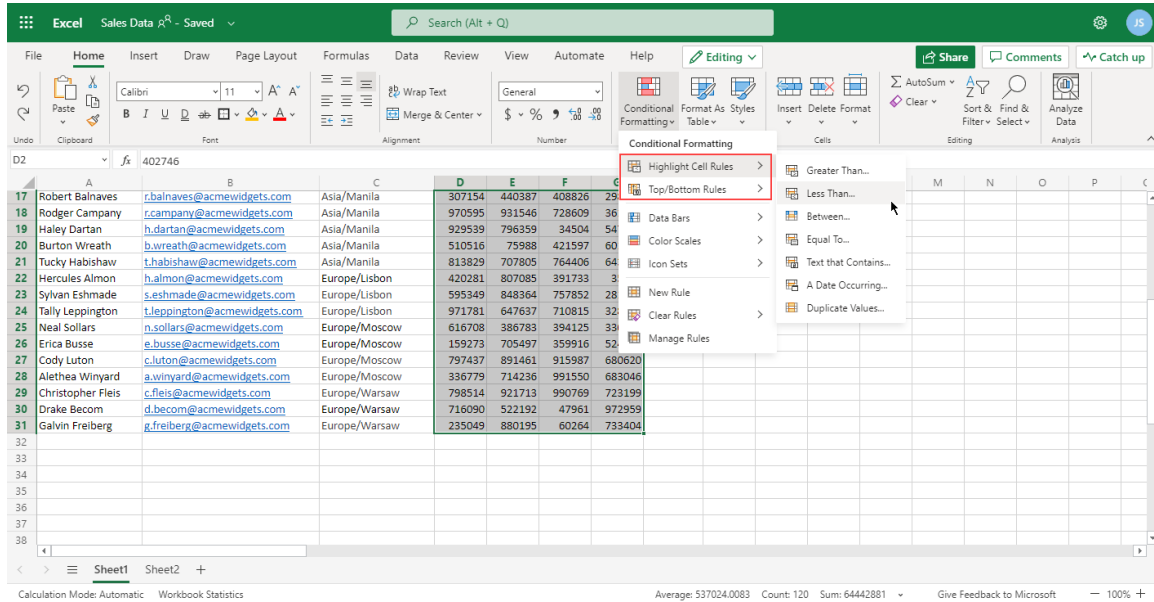 Excel Sales Data - Saved
Search (Alt + Q)
JS
File Home Insert Draw Page Layout Formulas Data Review View Automate Help Editing Share Comments Catch up
Paste
Calibri 11 A^ A˅
B I U D ab A
Wrap Text
Merge & Center
General
$ % 9 .00 .00
Conditional Formatting
Format As Table
Styles
Insert Delete Format
AutoSum
Clear
Sort & Filter
Find & Select
Analyze Data
Undo Clipboard Font Alignment Number Cells Editing Analysis
D2 fx 402746
A B C D E F G M N O P
17 Robert Balnaves r.balnaves@acmewidgets.com Asia/Manila 307154 440387 408826
18 Rodger Campany r.campany@acmewidgets.com Asia/Manila 970595 931546 728609
19 Haley Dartan h.dartan@acmewidgets.com Asia/Manila 929539 796359 34504
20 Burton Wreath b.wreath@acmewidgets.com Asia/Manila 510516 75988 421597
21 Tucky Habishaw t.habishaw@acmewidgets.com Asia/Manila 813829 707805 764406
22 Hercules Almon h.almon@acmewidgets.com Europe/Lisbon 420281 807085 391733
23 Sylvan Eshmade s.eshmade@acmewidgets.com Europe/Lisbon 595349 848364 757852
24 Tally Leppington t.leppington@acmewidgets.com Europe/Lisbon 971781 647637 710815
25 Neal Sollars n.sollars@acmewidgets.com Europe/Moscow 616708 386783 394125
26 Erica Busse e.busse@acmewidgets.com Europe/Moscow 159273 705497 359916
27 Cody Luton c.luton@acmewidgets.com Europe/Moscow 797437 891461 915987 680620
28 Alethea Winyard a.winyard@acmewidgets.com Europe/Moscow 336779 714236 991550 683046
29 Christopher Fleis c.fleis@acmewidgets.com Europe/Warsaw 798514 921713 990769 723199
30 Drake Becom d.becom@acmewidgets.com Europe/Warsaw 716090 522192 47961 972959
31 Galvin Freiberg g.freiberg@acmewidgets.com Europe/Warsaw 235049 880195 60264 733404
32
33
34
35
36
37
38
Conditional Formatting
Highlight Cell Rules
Top/Bottom Rules
Data Bars
Color Scales
Icon Sets
New Rule
Clear Rules
Manage Rules
Greater Than...
Less Than...
Between...
Equal To...
Text that Contains...
A Date Occurring...
Duplicate Values...
Sheet1 Sheet2
Calculation Mode: Automatic Workbook Statistics Average: 537024.0083 Count: 120 Sum: 64442881 Give Feedback to Microsoft 100%